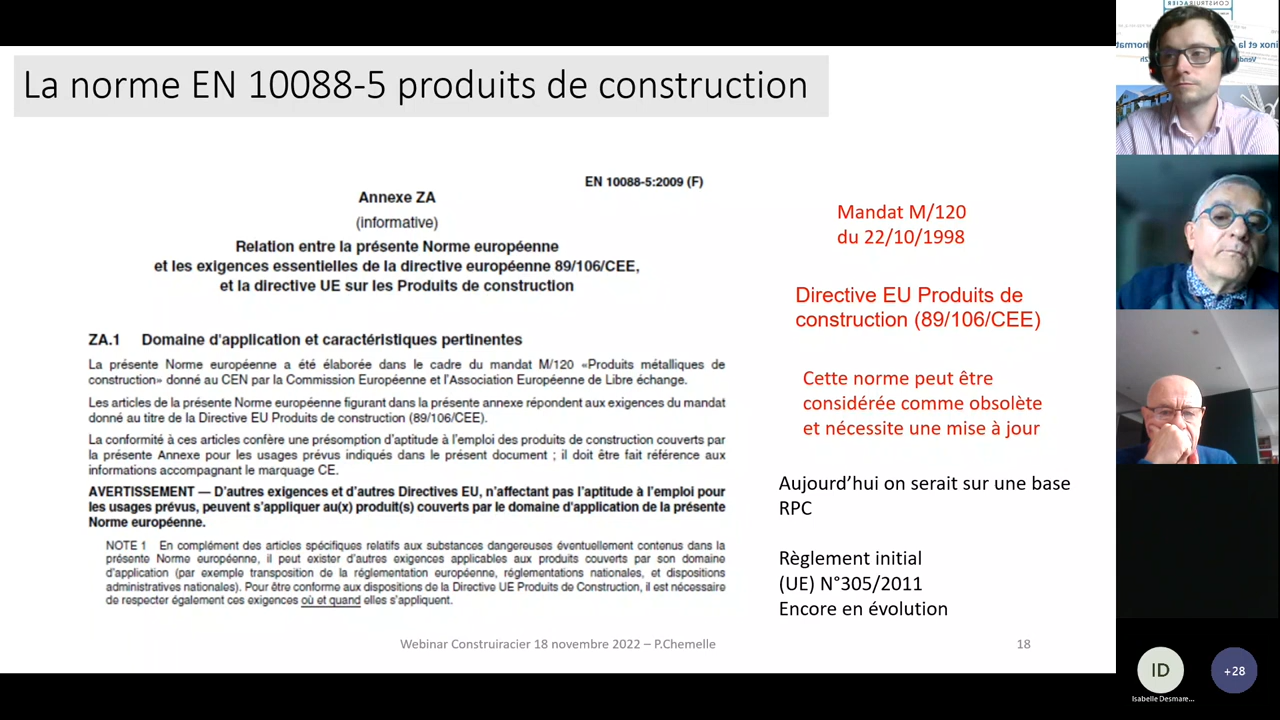 La norme EN 10088-5 produits de construction
EN 10088-5:2009 (F)
Annexe ZA
(informative)
Relation entre la présente Norme européenne
et les exigences essentielles de la directive européenne 89/106/CEE,
et la directive UE sur les Produits de construction
ZA.1 Domaine d'application et caractéristiques pertinentes
La présente Norme européenne a été élaborée dans le cadre du mandat M/120 «Produits métalliques de
construction» donné au CEN par la Commission Européenne et l'Association Européenne de Libre échange.
Les articles de la présente Norme européenne figurant dans la présente annexe répondent aux exigences du mandat
donné au titre de la Directive EU Produits de construction (89/106/CEE).
La conformité à ces articles confère une présomption d'aptitude à l'emploi des produits de construction couverts par
la présente Annexe pour les usages prévus indiqués dans le présent document ; il doit être fait référence aux
informations accompagnant le marquage CE.
AVERTISSEMENT — D'autres exigences et d'autres Directives EU, n'affectant pas l'aptitude à l'emploi pour
les usages prévus, peuvent s'appliquer au(x) produit(s) couverts par le domaine d'application de la présente
Norme européenne.
NOTE 1 En complément des articles spécifiques relatifs aux substances dangereuses éventuellement contenus dans la
présente Norme européenne, il peut exister d'autres exigences applicables aux produits couverts par son domaine
d'application (par exemple transposition de la réglementation européenne, réglementations nationales, et dispositions
administratives nationales). Pour être conforme aux dispositions de la Directive UE Produits de Construction, il est nécessaire
de respecter également ces exigences où et quand elles s'appliquent.
Mandat M/120
du 22/10/1998
Directive EU Produits de
construction (89/106/CEE)
Cette norme peut être
considérée comme obsolète
et nécessite une mise à jour
Aujourd'hui on serait sur une base
RPC
Règlement initial
(UE) N°305/2011
Encore en évolution
Webinar Construiracier 18 novembre 2022 – P.Chemelle
18
CONSTRUIRACIER
inox et la
ID
Isabelle Desmare...
+28